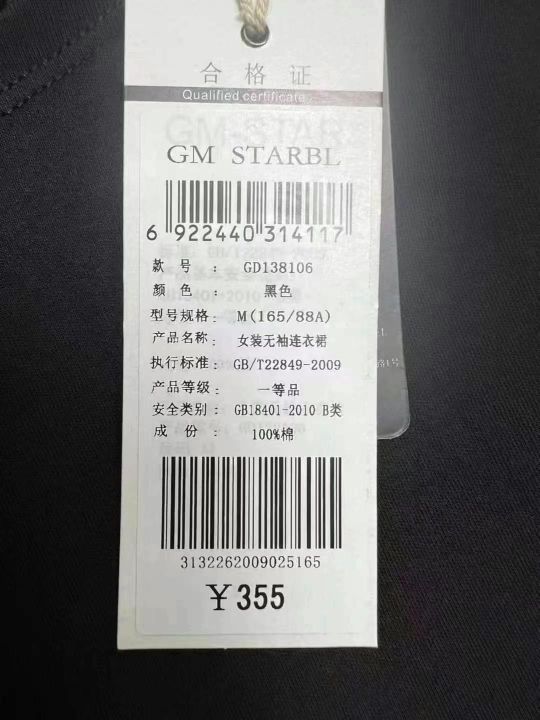 合格证
Qualified certificate
GM STARBL
6 922440 314117
款 号 : GD138106
颜 色 : 黑色
型号规格: M(165/88A)
产品名称: 女装无袖连衣裙
执行标准: GB/T22849-2009
产品等级: 一等品
安全类别: GB18401-2010 B类
成 份 : 100%棉
3132262009025165
¥355